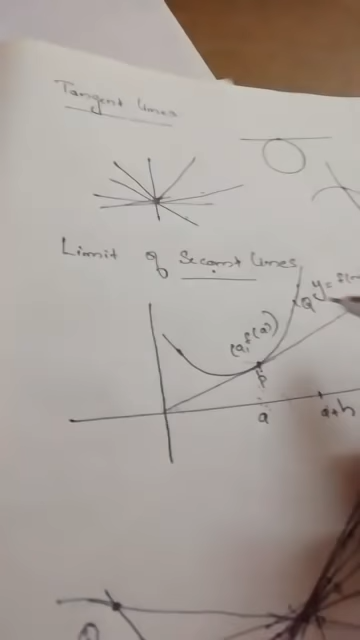 Tangent Lines
Limit of Secant Lines
y = f(
Q
(a, f(a))
P
a
a+h